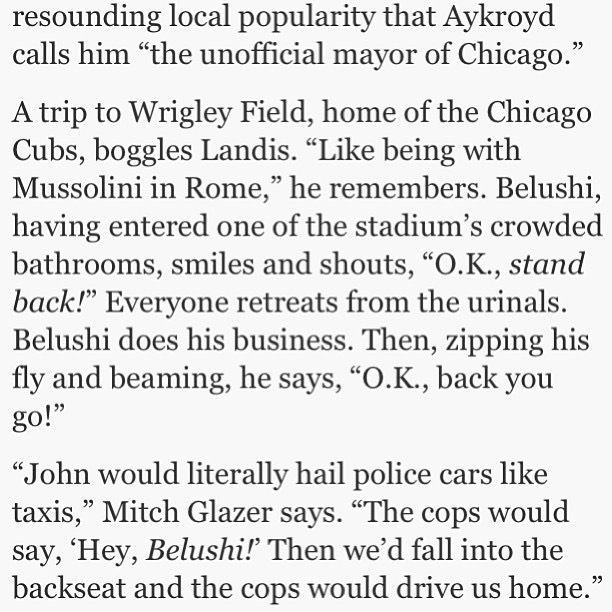 resounding local popularity that Aykroyd
calls him “the unofficial mayor of Chicago.”
A trip to Wrigley Field, home of the Chicago
Cubs, boggles Landis. “Like being with
Mussolini in Rome,” he remembers. Belushi,
having entered one of the stadium’s crowded
bathrooms, smiles and shouts, “O.K., stand
back!” Everyone retreats from the urinals.
Belushi does his business. Then, zipping his
fly and beaming, he says, “O.K., back you
go!”
“John would literally hail police cars like
taxis,” Mitch Glazer says. “The cops would
say, ‘Hey, Belushi!’ Then we’d fall into the
backseat and the cops would drive us home.”